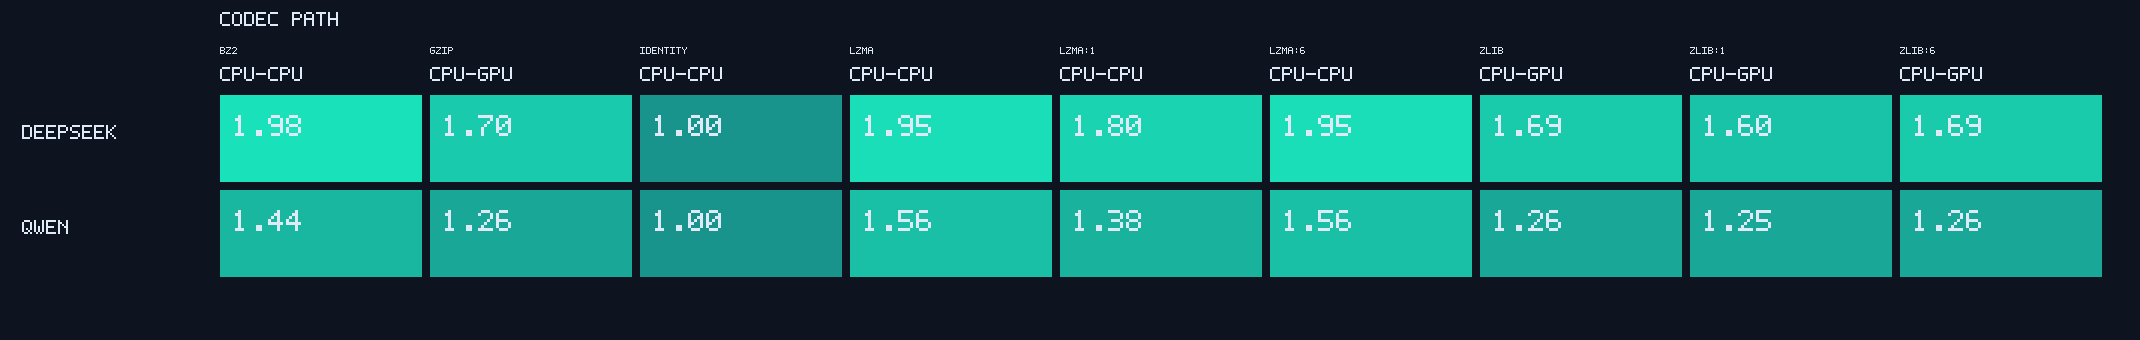 CODEC PATH
BZ2 GZIP IDENTITY LZMA LZMA:1 LZMA:6 ZLIB ZLIB:1 ZLIB:6
CPU-CPU CPU-GPU CPU-CPU CPU-CPU CPU-CPU CPU-CPU CPU-GPU CPU-GPU CPU-GPU
DEEPSEEK 1.98 1.70 1.00 1.95 1.80 1.95 1.69 1.60 1.69
QWEN 1.44 1.26 1.00 1.56 1.38 1.56 1.26 1.25 1.26